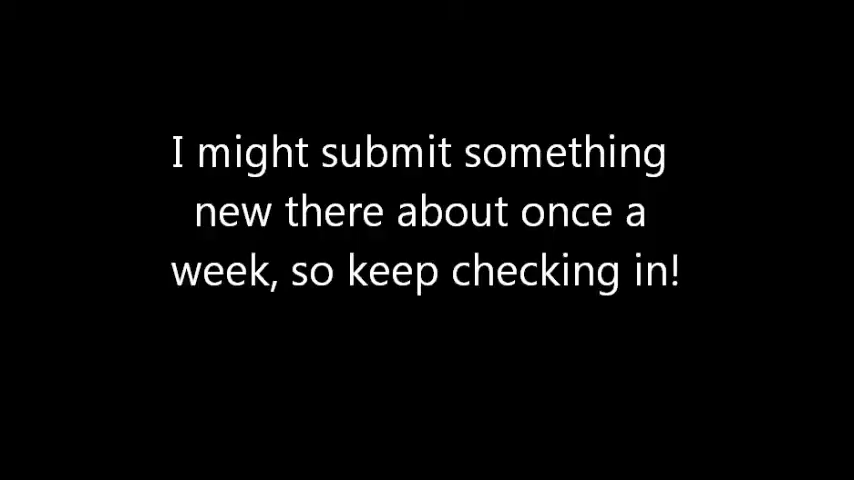 I might submit something
new there about once a
week, so keep checking in!